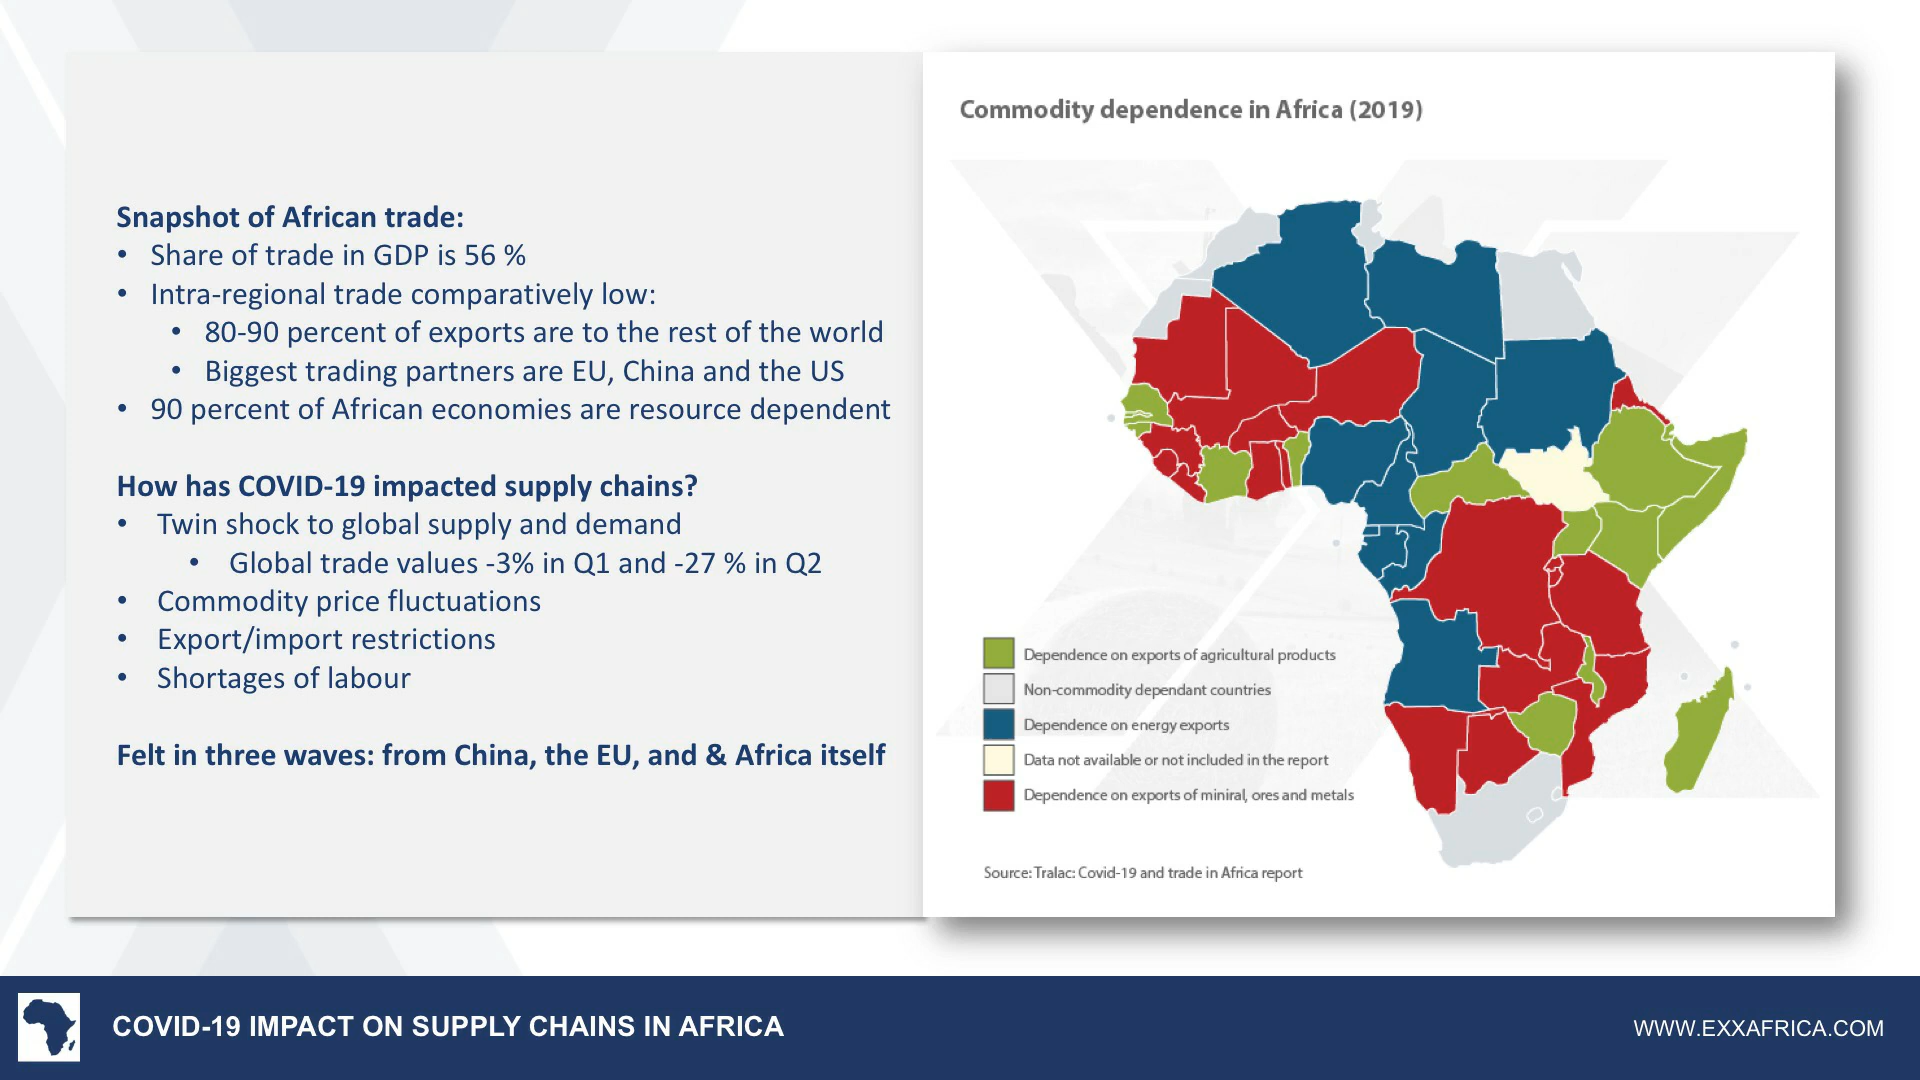 Snapshot of African trade:
• Share of trade in GDP is 56 %
• Intra-regional trade comparatively low:
• 80-90 percent of exports are to the rest of the world
• Biggest trading partners are EU, China and the US
• 90 percent of African economies are resource dependent
How has COVID-19 impacted supply chains?
• Twin shock to global supply and demand
• Global trade values -3% in Q1 and -27 % in Q2
• Commodity price fluctuations
• Export/import restrictions
• Shortages of labour
Felt in three waves: from China, the EU, and & Africa itself
Commodity dependence in Africa (2019)
Dependence on exports of agricultural products
Non-commodity dependant countries
Dependence on energy exports
Data not available or not included in the report
Dependence on exports of miniral, ores and metals
Source: Tralac: Covid-19 and trade in Africa report
COVID-19 IMPACT ON SUPPLY CHAINS IN AFRICA
WWW.EXXAFRICA.COM